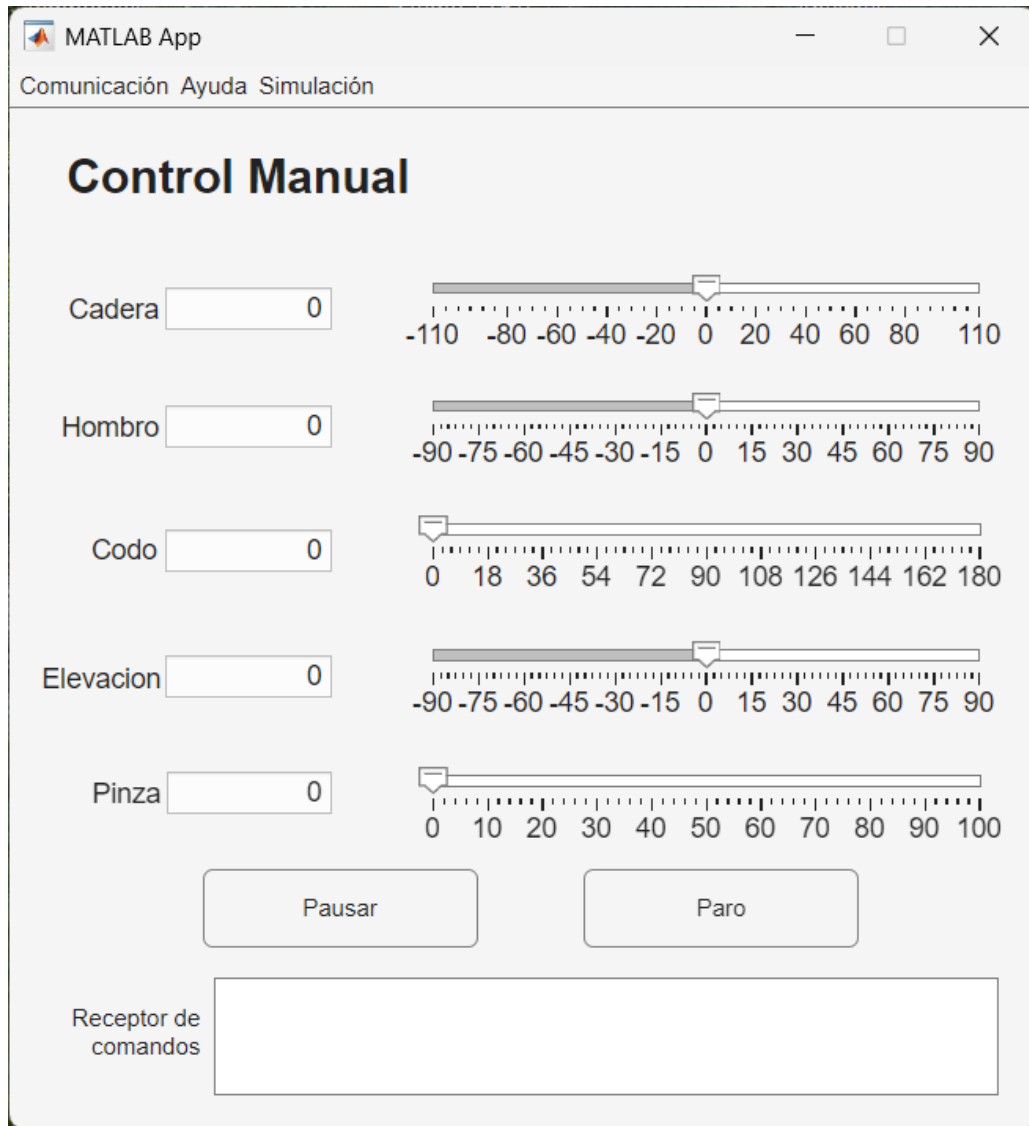 MATLAB App
Comunicación Ayuda Simulación
Control Manual
Cadera 0
-110 -80 -60 -40 -20 0 20 40 60 80 110
Hombro 0
-90 -75 -60 -45 -30 -15 0 15 30 45 60 75 90
Codo 0
0 18 36 54 72 90 108 126 144 162 180
Elevacion 0
-90 -75 -60 -45 -30 -15 0 15 30 45 60 75 90
Pinza 0
0 10 20 30 40 50 60 70 80 90 100
Pausar Paro
Receptor de
comandos